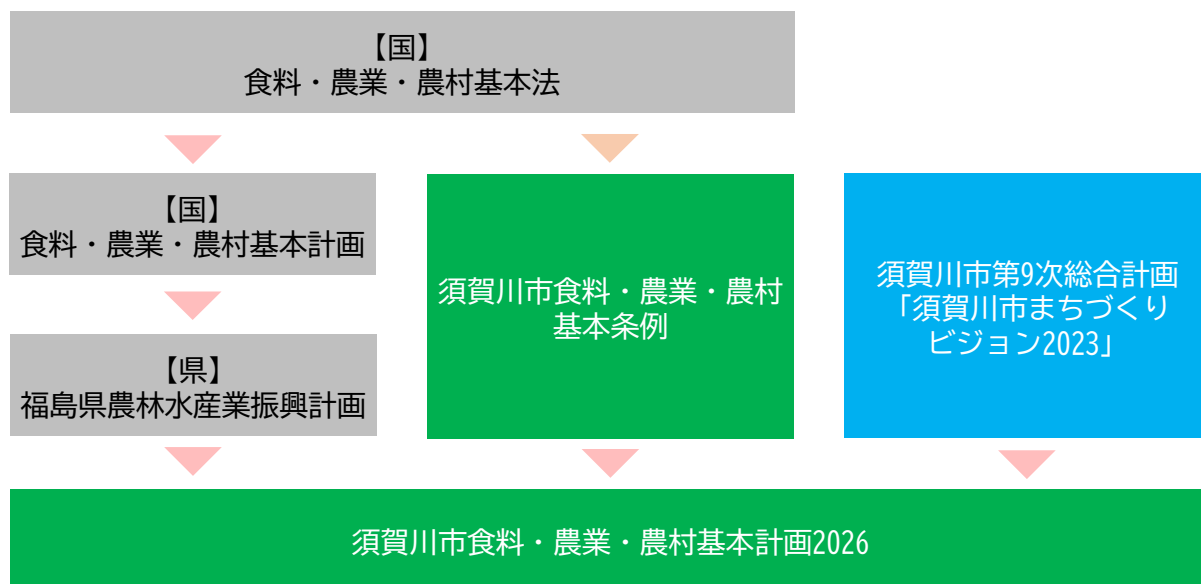 【国】
食料・農業・農村基本法
【国】
食料・農業・農村基本計画
【県】
福島県農林水産業振興計画
須賀川市食料・農業・農村
基本条例
須賀川市第9次総合計画
「須賀川市まちづくり
ビジョン2023」
須賀川市食料・農業・農村基本計画2026